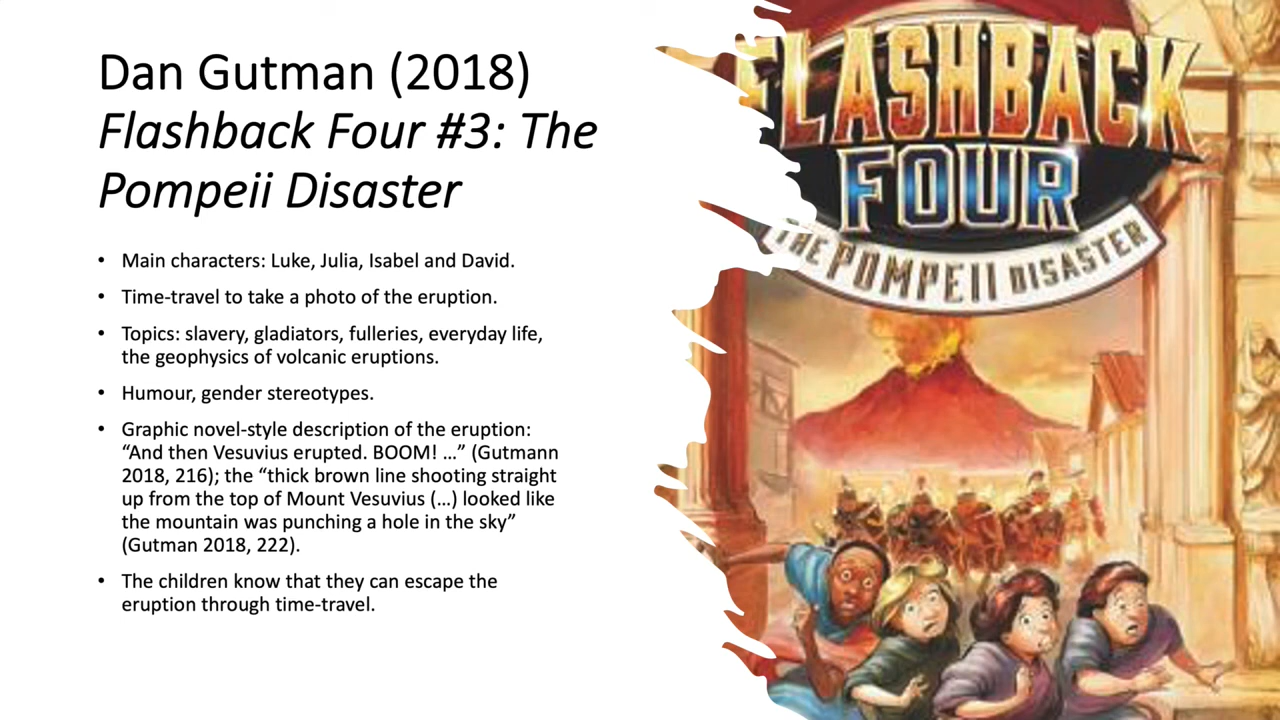 Dan Gutman (2018)
Flashback Four #3: The
Pompeii Disaster
• Main characters: Luke, Julia, Isabel and David.
• Time-travel to take a photo of the eruption.
• Topics: slavery, gladiators, fulleries, everyday life,
the geophysics of volcanic eruptions.
• Humour, gender stereotypes.
• Graphic novel-style description of the eruption:
“And then Vesuvius erupted. BOOM! …” (Gutmann
2018, 216); the “thick brown line shooting straight
up from the top of Mount Vesuvius (…) looked like
the mountain was punching a hole in the sky”
(Gutman 2018, 222).
• The children know that they can escape the
eruption through time-travel.
FLASHBACK
FOUR
THE POMPEII DISASTER